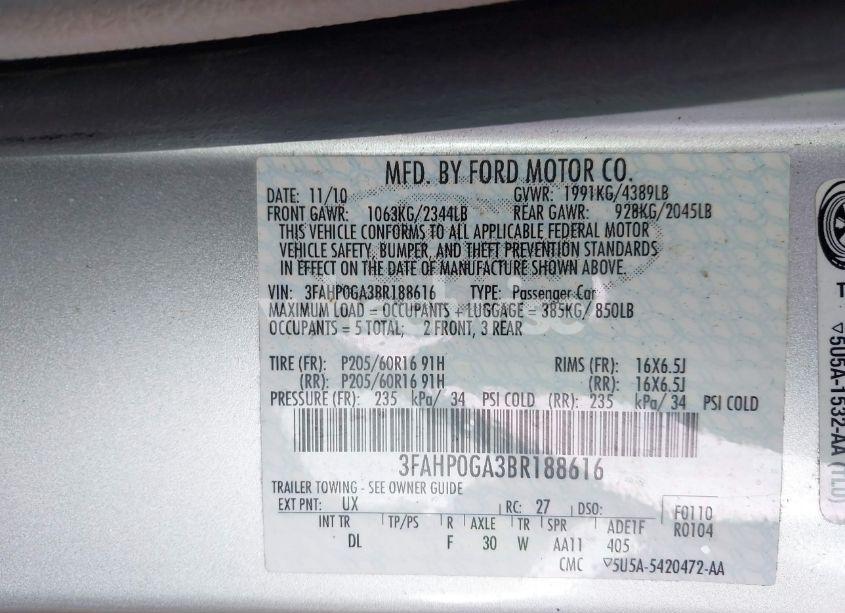 MFD. BY FORD MOTOR CO.
DATE: 11/10 GVWR: 1991KG/4389LB
FRONT GAWR: 1063KG/2344LB REAR GAWR: 928KG/2045LB
THIS VEHICLE CONFORMS TO ALL APPLICABLE FEDERAL MOTOR
VEHICLE SAFETY, BUMPER, AND THEFT PREVENTION STANDARDS
IN EFFECT ON THE DATE OF MANUFACTURE SHOWN ABOVE.
VIN: 3FAHP0GA3BR188616 TYPE: Passenger Car
MAXIMUM LOAD = OCCUPANTS + LUGGAGE = 385KG/ 850LB
OCCUPANTS = 5 TOTAL; 2 FRONT, 3 REAR
TIRE (FR): P205/60R16 91H RIMS (FR): 16X6.5J
(RR): P205/60R16 91H (RR): 16X6.5J
PRESSURE (FR): 235 kPa/ 34 PSI COLD (RR): 235 kPa/ 34 PSI COLD
3FAHP0GA3BR188616
TRAILER TOWING - SEE OWNER GUIDE
EXT PNT: UX RC: 27 DSO: F0110
INT TR TP/PS R AXLE TR SPR ADE1F R0104
DL F 30 W AA11 405
CMC ▽5U5A-5420472-AA
▽5U5A-1532-AA